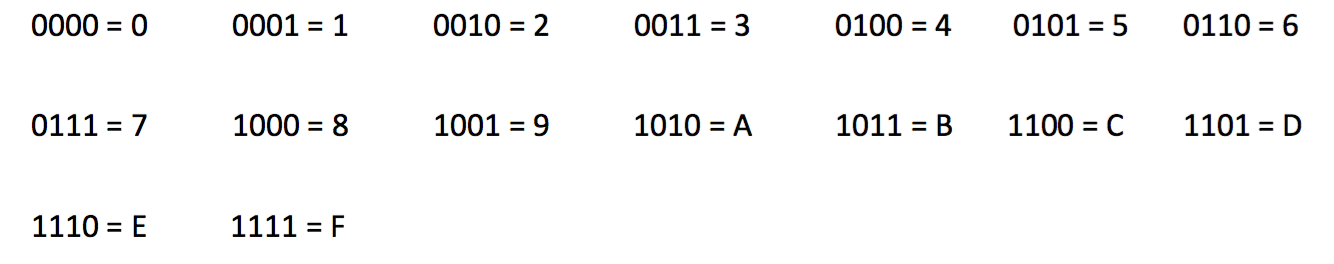 0000 = 0 0001 = 1 0010 = 2 0011 = 3 0100 = 4 0101 = 5 0110 = 6
0111 = 7 1000 = 8 1001 = 9 1010 = A 1011 = B 1100 = C 1101 = D
1110 = E 1111 = F